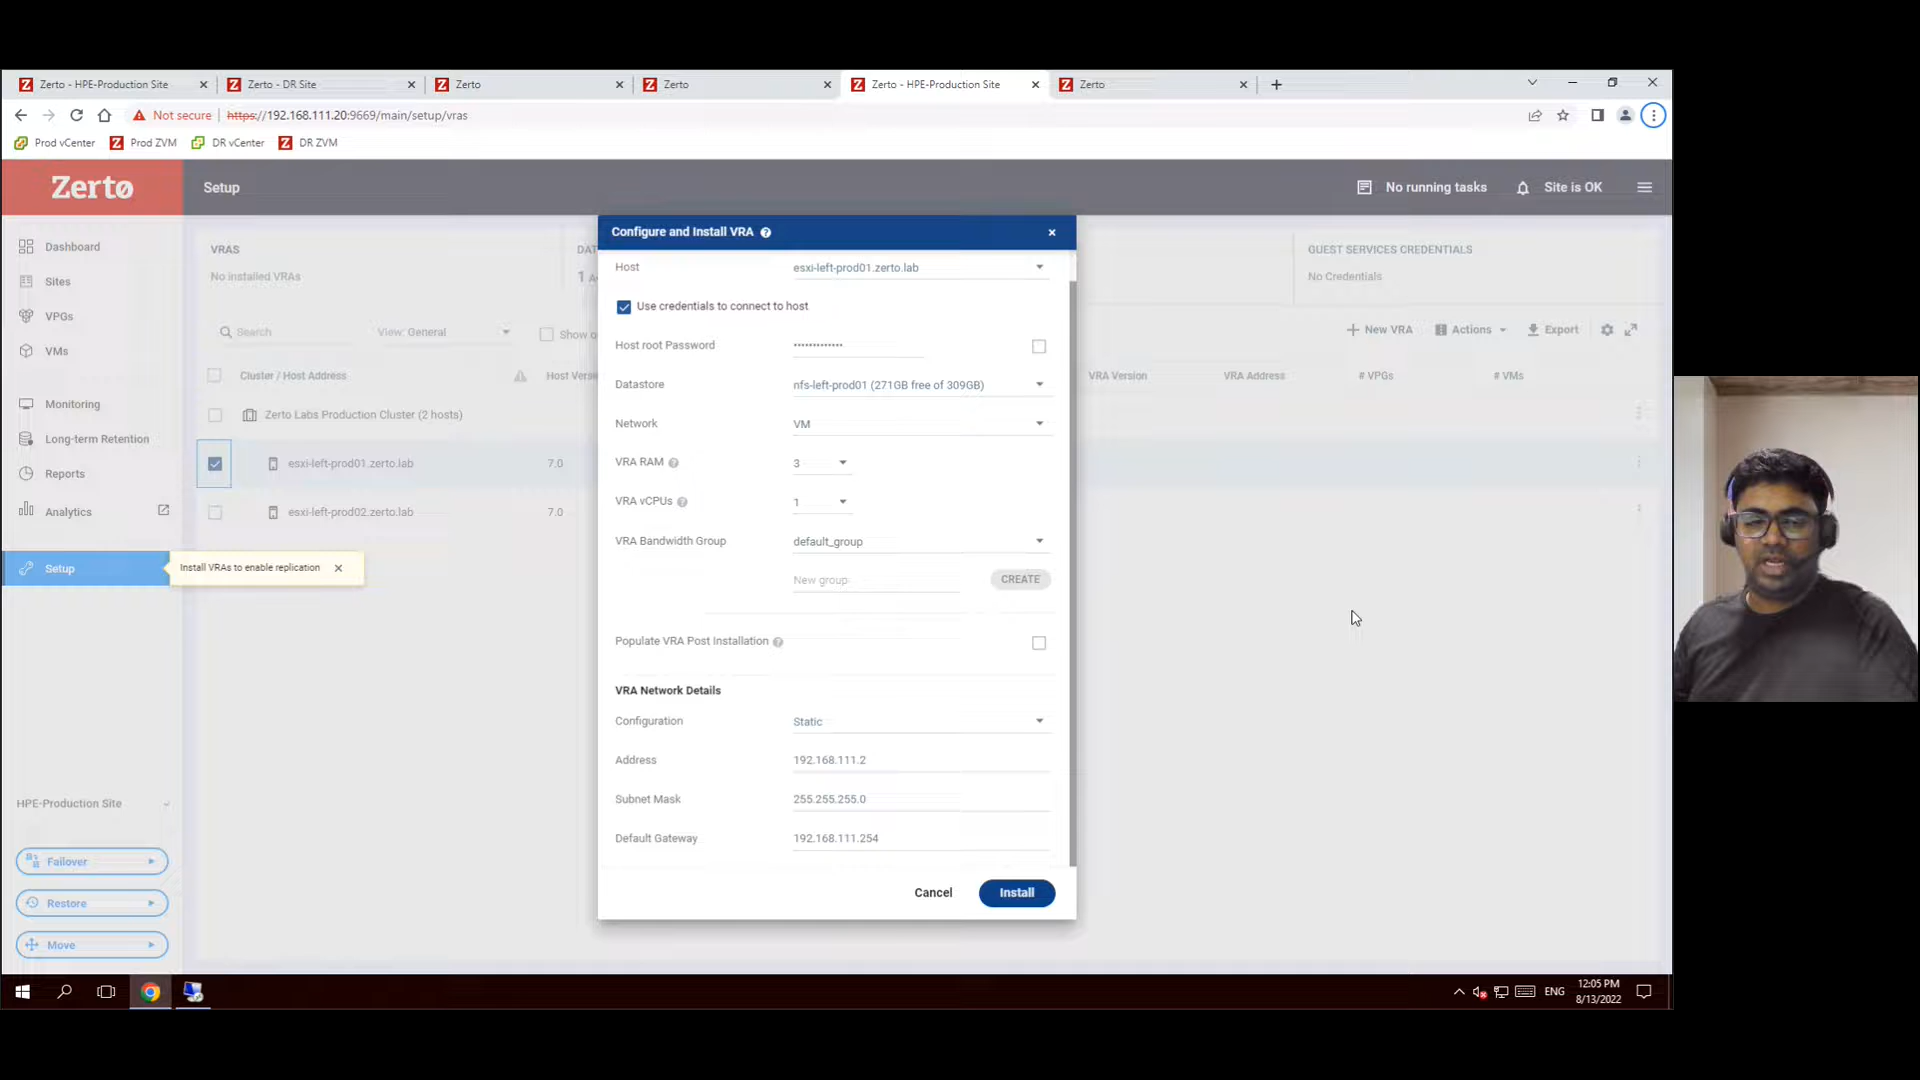 Zerto - HPE-Production Site
Zerto - DR Site
Zerto
Zerto
Zerto - HPE-Production Site
Zerto
Not secure
https://192.168.111.20:9669/main/setup/vras
Prod vCenter
Prod ZVM
DR vCenter
DR ZVM
Zerto
Setup
No running tasks
Site is OK
Dashboard
Sites
VPGs
VMs
Monitoring
Long-term Retention
Reports
Analytics
Setup
Install VRAs to enable replication
HPE-Production Site
Failover
Restore
Move
VRAS
No installed VRAs
DAT
1
GUEST SERVICES CREDENTIALS
No Credentials
Search
View: General
Show o
New VRA
Actions
Export
Cluster / Host Address
Host Versi
VRA Version
VRA Address
# VPGs
# VMs
Zerto Labs Production Cluster (2 hosts)
esxi-left-prod01.zerto.lab
7.0
esxi-left-prod02.zerto.lab
7.0
Configure and Install VRA
Host
esxi-left-prod01.zerto.lab
Use credentials to connect to host
Host root Password
Datastore
nfs-left-prod01 (271GB free of 309GB)
Network
VM
VRA RAM
3
VRA vCPUs
1
VRA Bandwidth Group
default_group
New group
CREATE
Populate VRA Post Installation
VRA Network Details
Configuration
Static
Address
192.168.111.2
Subnet Mask
255.255.255.0
Default Gateway
192.168.111.254
Cancel
Install
ENG
12:05 PM
8/13/2022